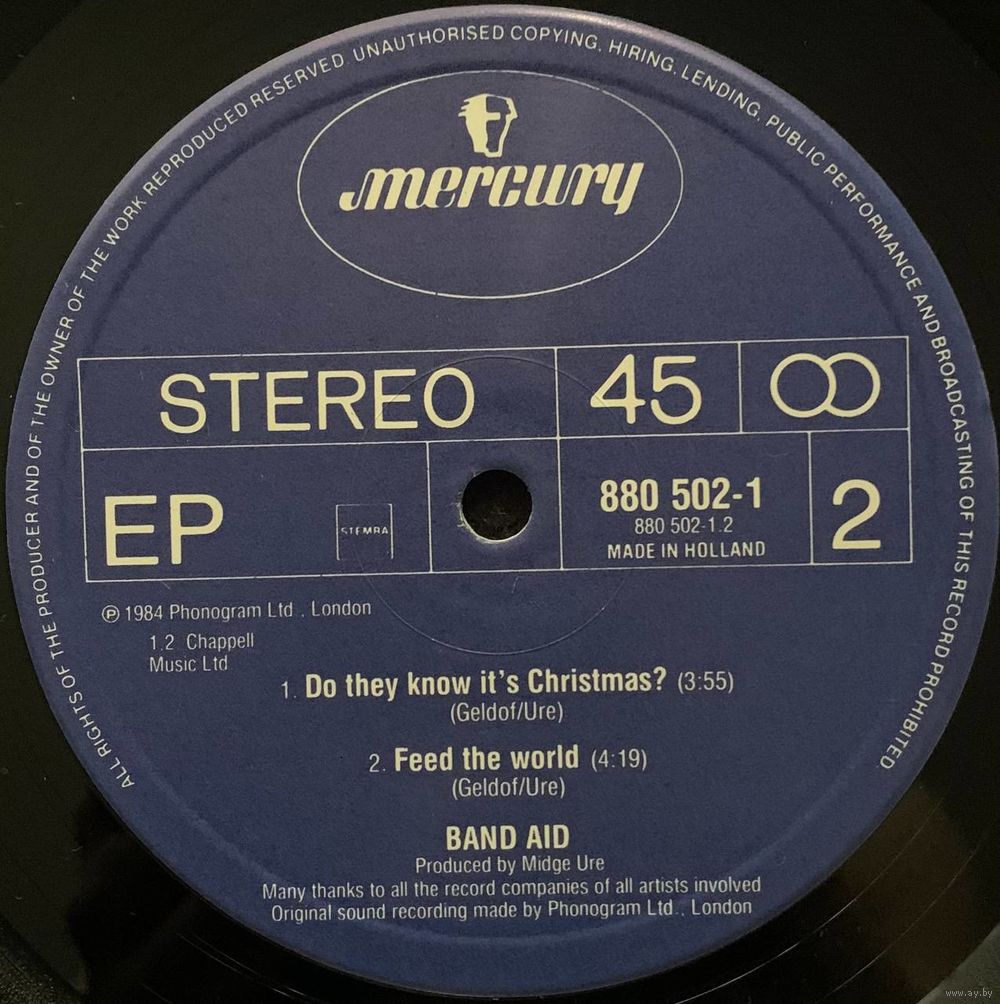 ALL RIGHTS OF THE PRODUCER AND OF THE OWNER OF THE WORK REPRODUCED RESERVED. UNAUTHORISED COPYING, HIRING, LENDING, PUBLIC PERFORMANCE AND BROADCASTING OF THIS RECORD PROHIBITED
mercury
STEREO 45
EP STEMRA
880 502-1
880 502-1.2
MADE IN HOLLAND
2
℗ 1984 Phonogram Ltd. London
1.2 Chappell
Music Ltd
1. Do they know it's Christmas? (3:55)
(Geldof/Ure)
2. Feed the world (4:19)
(Geldof/Ure)
BAND AID
Produced by Midge Ure
Many thanks to all the record companies of all artists involved
Original sound recording made by Phonogram Ltd., London
www.ay.by